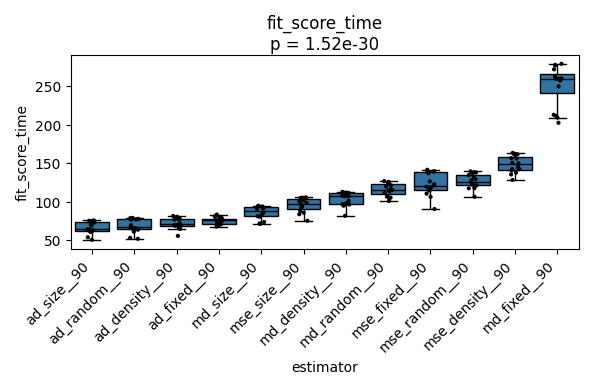 fit_score_time
p = 1.52e-30
fit_score_time
250
200
150
100
50
ad_size__90
ad_random__90
ad_density__90
ad_fixed__90
md_size__90
mse_size__90
md_density__90
md_random__90
mse_fixed__90
mse_random__90
mse_density__90
md_fixed__90
estimator